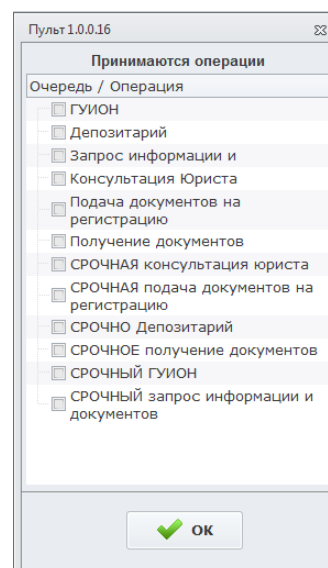 Пульт 1.0.0.16
Принимаются операции
Очередь / Операция
ГУИОН
Депозитарий
Запрос информации и
Консультация Юриста
Подача документов на
регистрацию
Получение документов
СРОЧНАЯ консультация юриста
СРОЧНАЯ подача документов на
регистрацию
СРОЧНО Депозитарий
СРОЧНОЕ получение документов
СРОЧНЫЙ ГУИОН
СРОЧНЫЙ запрос информации и
документов
ОК